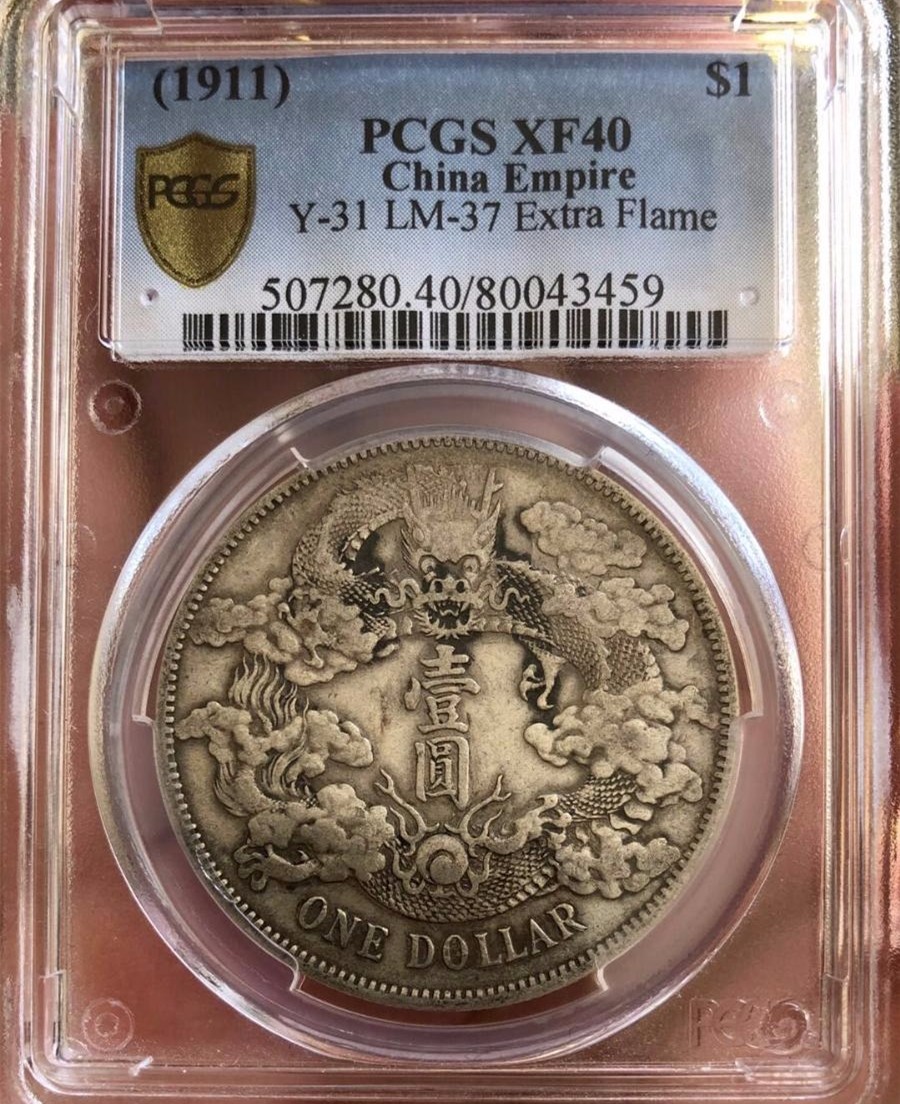 (1911) $1
PCGS XF40
China Empire
PCGS
Y-31 LM-37 Extra Flame
507280.40/80043459
壹
圓
ONE DOLLAR
PCGS